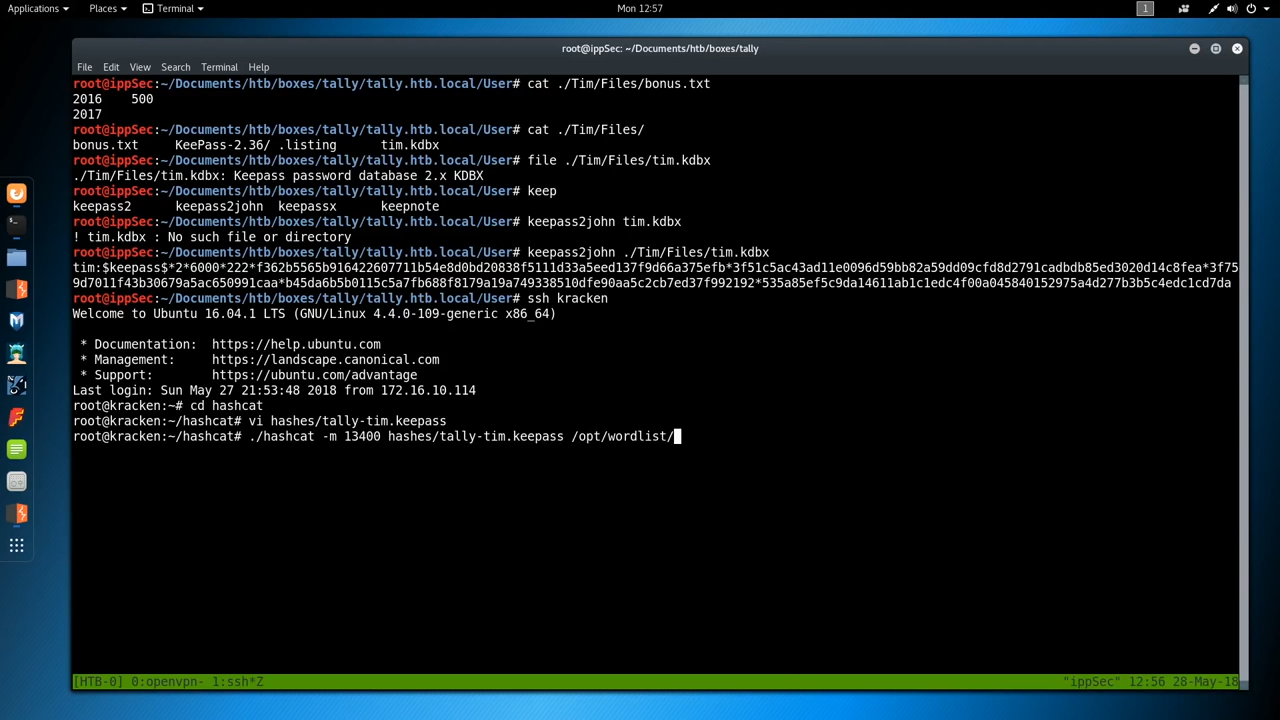 Applications Places Terminal Mon 12:57 1
root@ippSec: ~/Documents/htb/boxes/tally
File Edit View Search Terminal Help
root@ippSec:~/Documents/htb/boxes/tally/tally.htb.local/User# cat ./Tim/Files/bonus.txt
2016    500
2017
root@ippSec:~/Documents/htb/boxes/tally/tally.htb.local/User# cat ./Tim/Files/
bonus.txt     KeePass-2.36/ .listing      tim.kdbx
root@ippSec:~/Documents/htb/boxes/tally/tally.htb.local/User# file ./Tim/Files/tim.kdbx
./Tim/Files/tim.kdbx: Keepass password database 2.x KDBX
root@ippSec:~/Documents/htb/boxes/tally/tally.htb.local/User# keep
keepass2      keepass2john  keepassx      keepnote
root@ippSec:~/Documents/htb/boxes/tally/tally.htb.local/User# keepass2john tim.kdbx
! tim.kdbx : No such file or directory
root@ippSec:~/Documents/htb/boxes/tally/tally.htb.local/User# keepass2john ./Tim/Files/tim.kdbx
tim:$keepass$*2*6000*222*f362b5565b916422607711b54e8d0bd20838f5111d33a5eed137f9d66a375efb*3f51c5ac43ad11e0096d59bb82a59dd09cfd8d2791cadbdb85ed3020d14c8fea*3f75
9d7011f43b30679a5ac650991caa*b45da6b5b0115c5a7fb688f8179a19a749338510dfe90aa5c2cb7ed37f992192*535a85ef5c9da14611ab1c1edc4f00a045840152975a4d277b3b5c4edc1cd7da
root@ippSec:~/Documents/htb/boxes/tally/tally.htb.local/User# ssh kracken
Welcome to Ubuntu 16.04.1 LTS (GNU/Linux 4.4.0-109-generic x86_64)
* Documentation:  https://help.ubuntu.com
* Management:     https://landscape.canonical.com
* Support:        https://ubuntu.com/advantage
Last login: Sun May 27 21:53:48 2018 from 172.16.10.114
root@kracken:~# cd hashcat
root@kracken:~/hashcat# vi hashes/tally-tim.keepass
root@kracken:~/hashcat# ./hashcat -m 13400 hashes/tally-tim.keepass /opt/wordlist/
[HTB-0] 0:openvpn- 1:ssh*Z "ippSec" 12:56 28-May-18